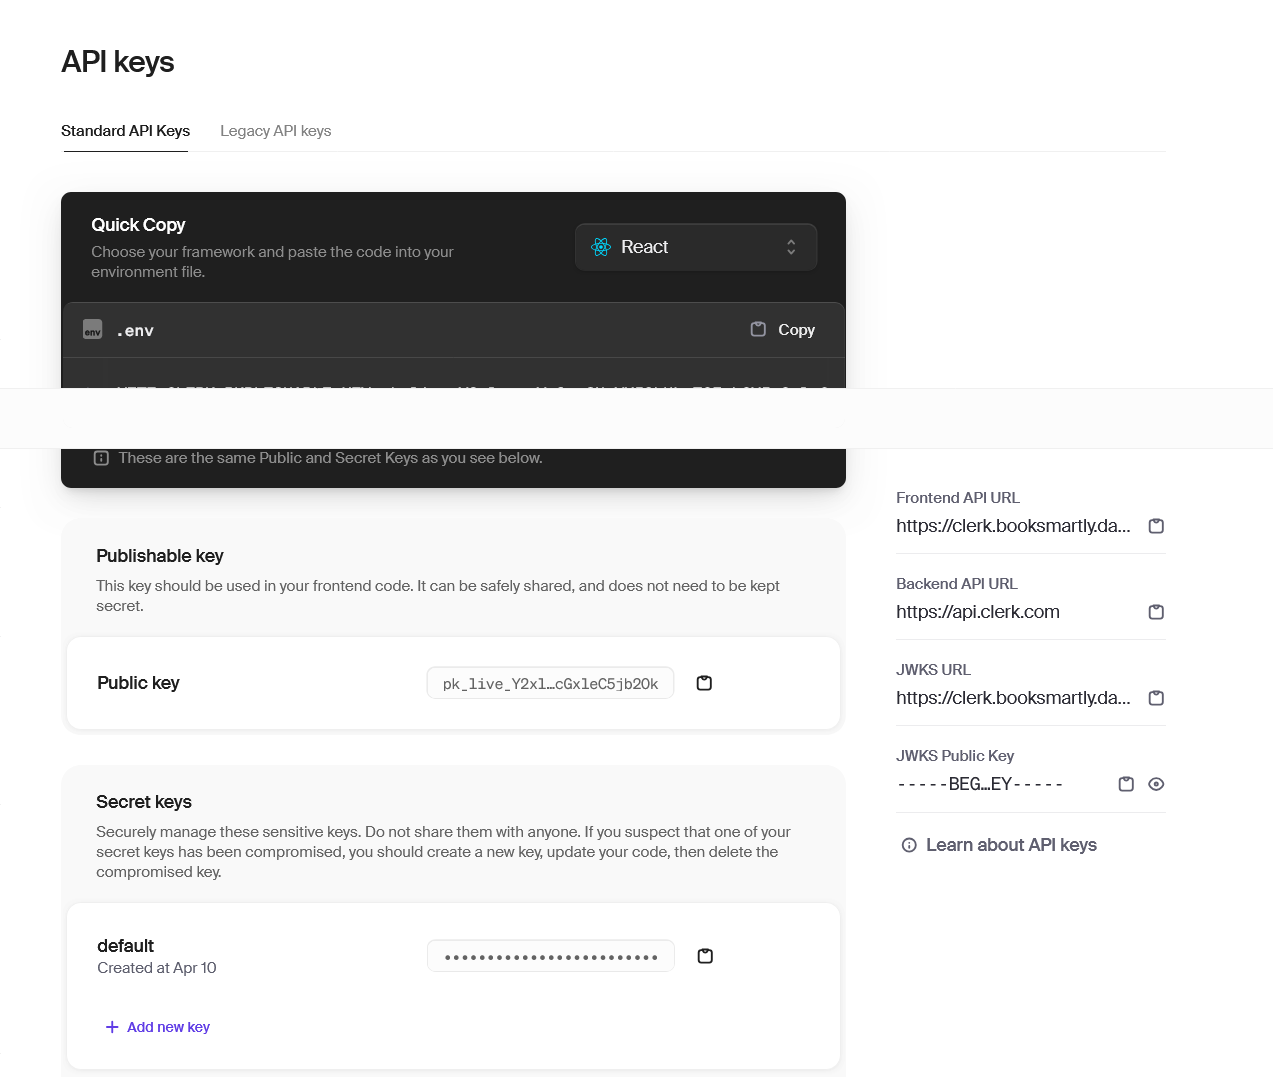 API keys
Standard API Keys
Legacy API keys
Quick Copy
Choose your framework and paste the code into your
environment file.
React
env
.env
Copy
These are the same Public and Secret Keys as you see below.
Publishable key
This key should be used in your frontend code. It can be safely shared, and does not need to be kept
secret.
Public key
pk_live_Y2xl…cGxleC5jb20k
Secret keys
Securely manage these sensitive keys. Do not share them with anyone. If you suspect that one of your
secret keys has been compromised, you should create a new key, update your code, then delete the
compromised key.
default
Created at Apr 10
••••••••••••••••••••••••••
+ Add new key
Frontend API URL
https://clerk.booksmartly.da...
Backend API URL
https://api.clerk.com
JWKS URL
https://clerk.booksmartly.da...
JWKS Public Key
-----BEG…EY-----
Learn about API keys